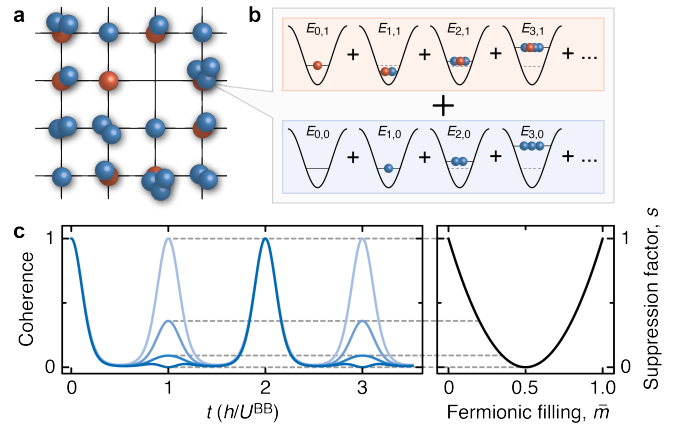 a
b
E0,1 E1,1 E2,1 E3,1
+ + + + ...
+
E0,0 E1,0 E2,0 E3,0
+ + + + ...
c
Coherence
1
0
0 1 2 3
t (h/U^BB)
1
0
Suppression factor, s
0 0.5 1.0
Fermionic filling, m̄